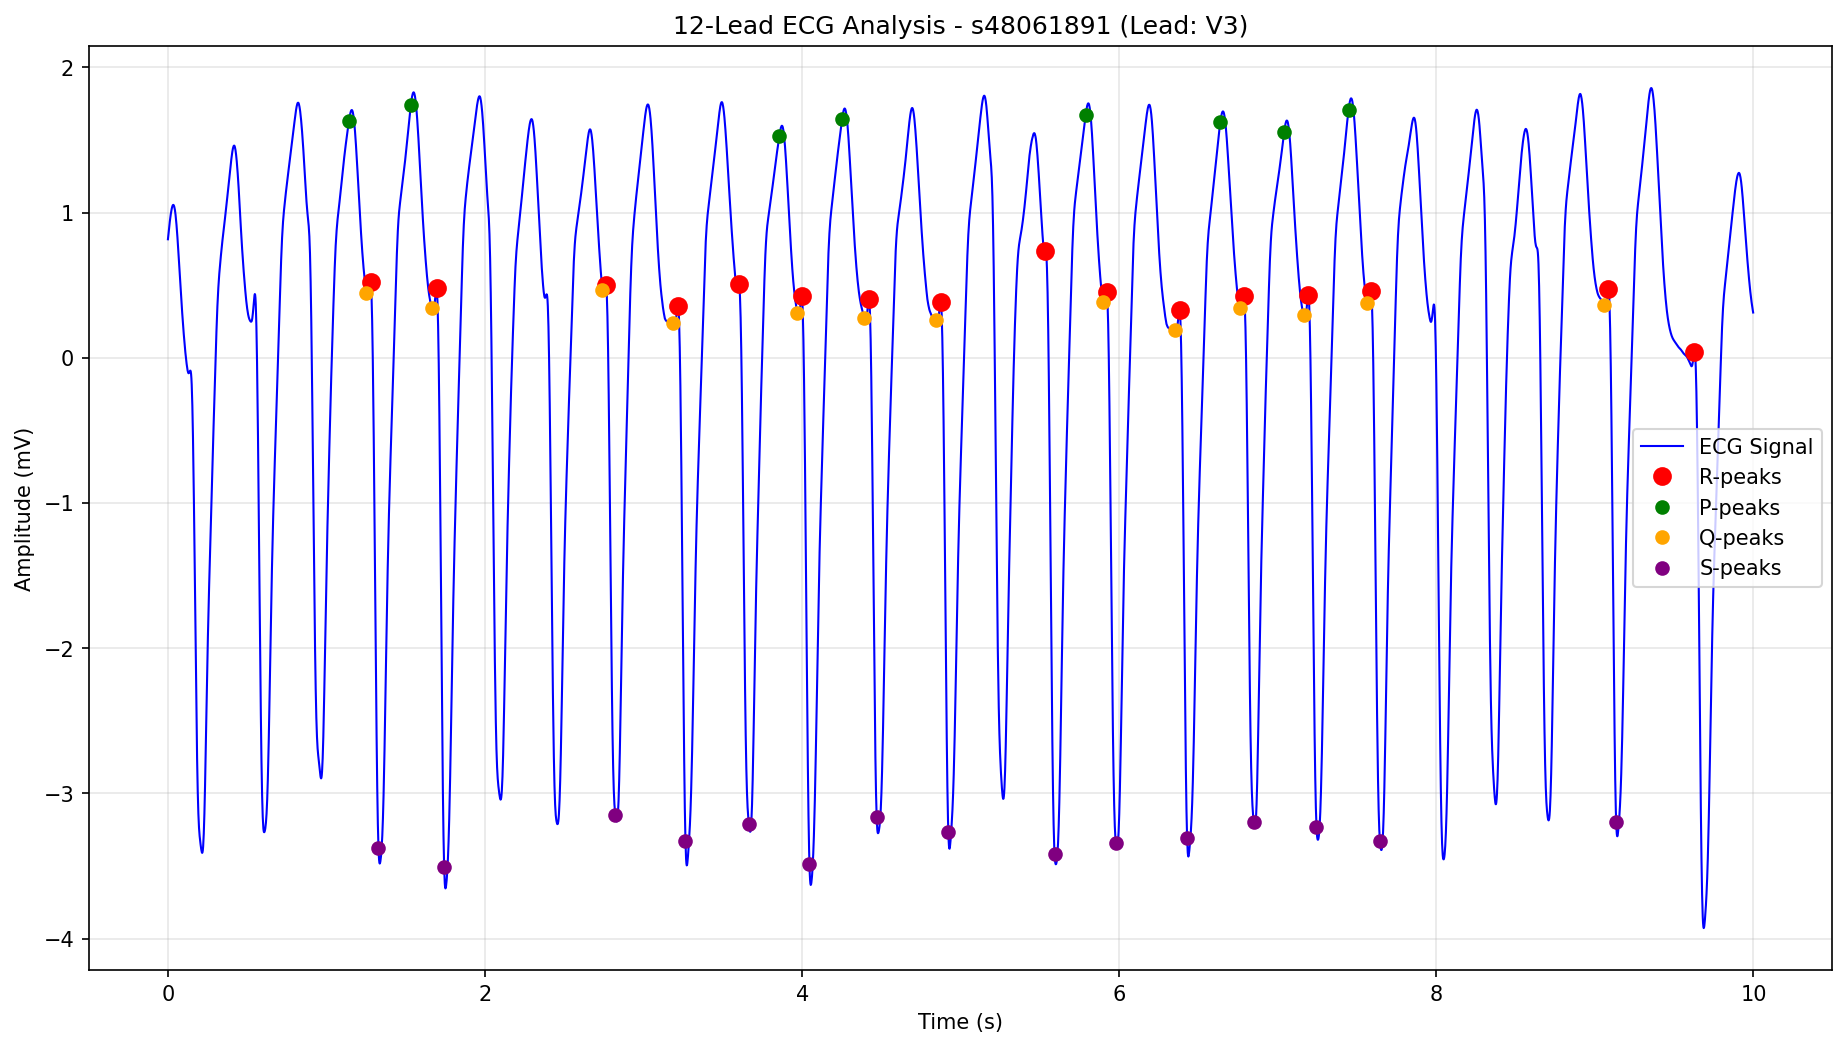 12-Lead ECG Analysis - s48061891 (Lead: V3)
2
1
0
−1
−2
−3
−4
Amplitude (mV)
ECG Signal
R-peaks
P-peaks
Q-peaks
S-peaks
0 2 4 6 8 10
Time (s)